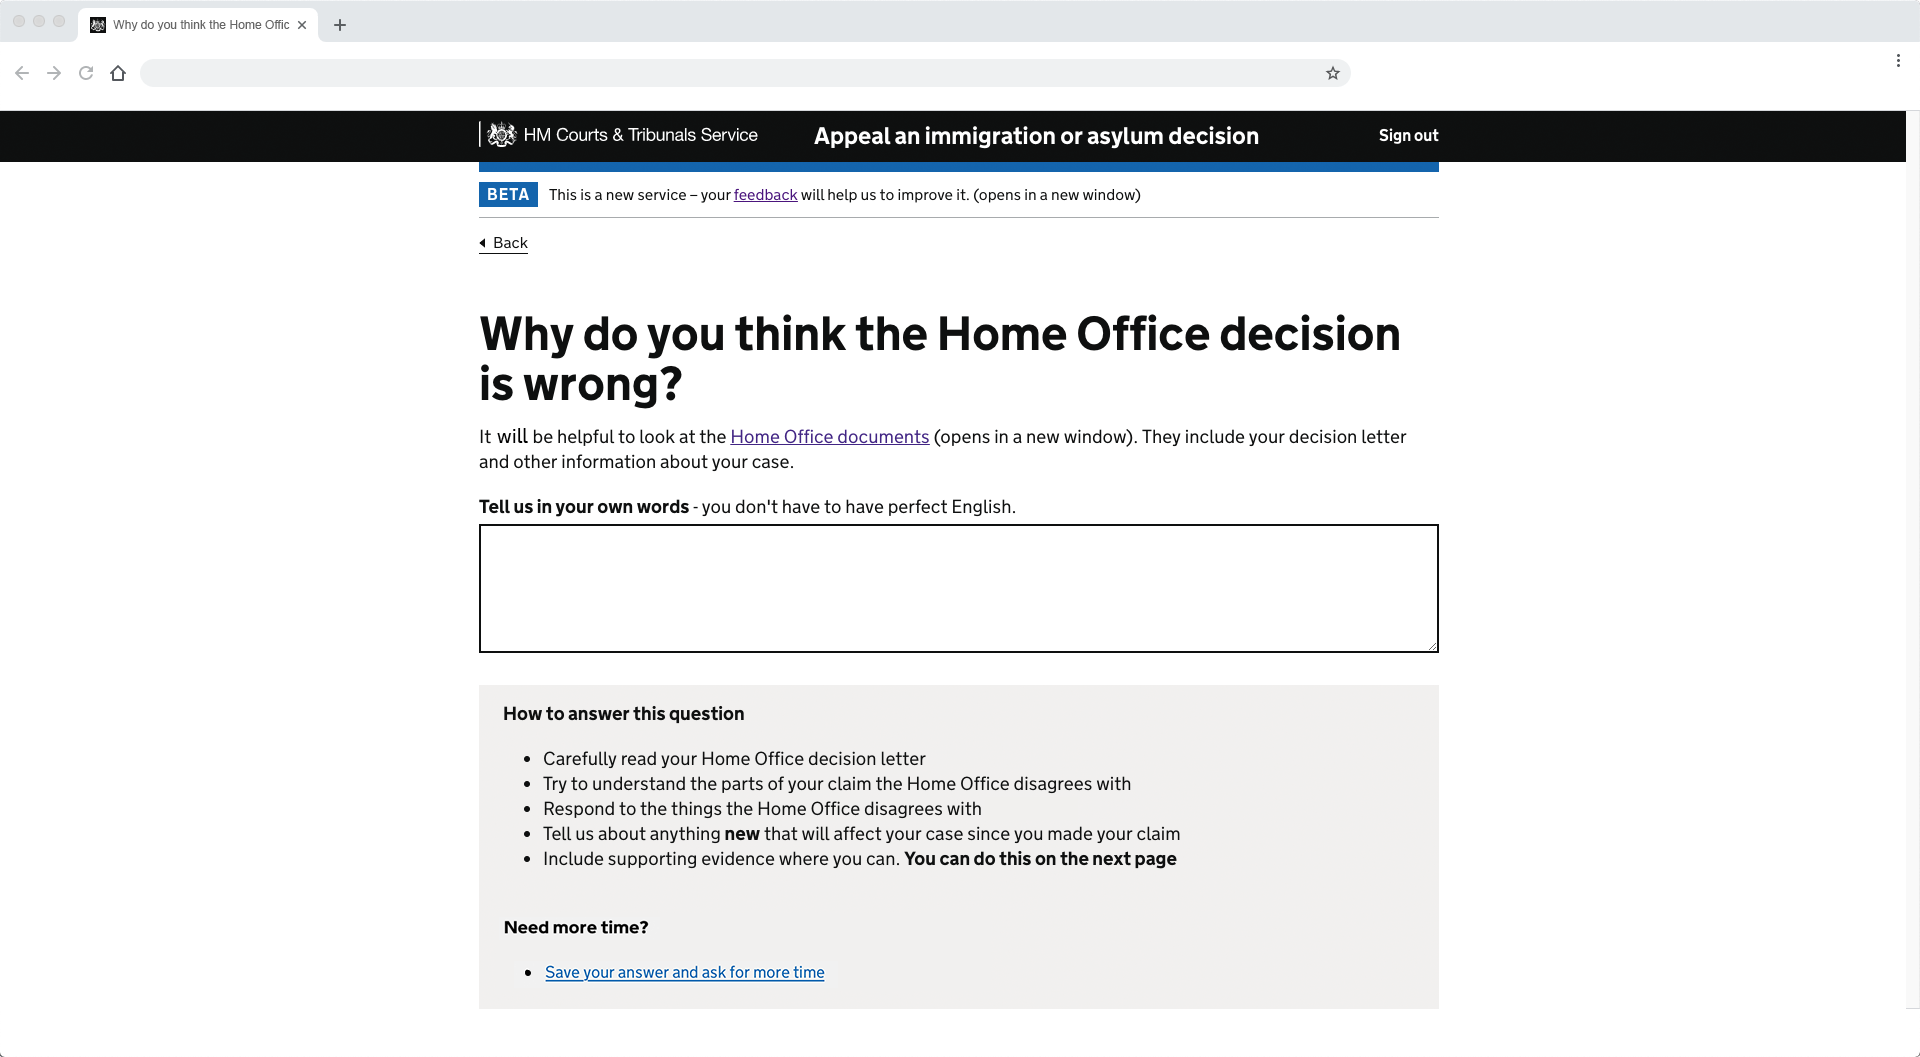 Why do you think the Home Offic
HM Courts & Tribunals Service
Appeal an immigration or asylum decision
Sign out
BETA This is a new service – your feedback will help us to improve it. (opens in a new window)
Back
Why do you think the Home Office decision
is wrong?
It will be helpful to look at the Home Office documents (opens in a new window). They include your decision letter
and other information about your case.
Tell us in your own words - you don't have to have perfect English.
How to answer this question
• Carefully read your Home Office decision letter
• Try to understand the parts of your claim the Home Office disagrees with
• Respond to the things the Home Office disagrees with
• Tell us about anything new that will affect your case since you made your claim
• Include supporting evidence where you can. You can do this on the next page
Need more time?
• Save your answer and ask for more time